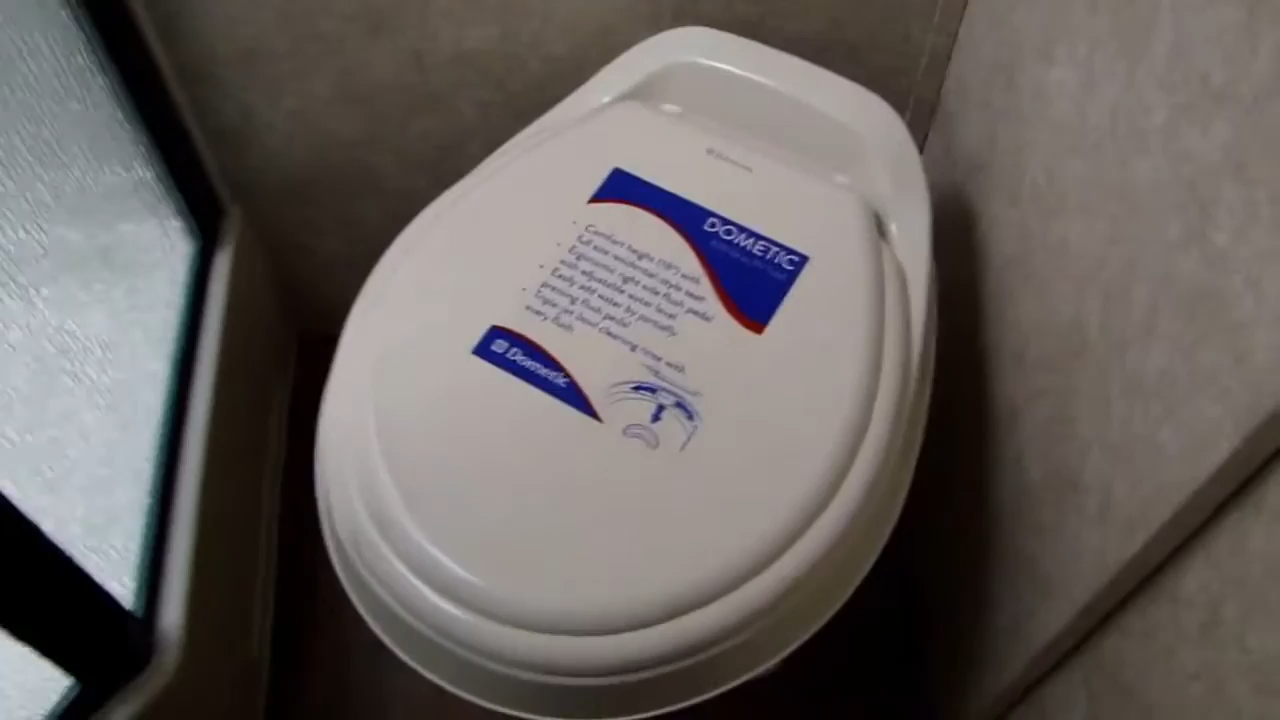 DOMETIC
• Comfort height (18") with
full size residential-style seat
• Ergonomic right side flush pedal
with adjustable water level
• Easily add water by partially
pressing flush pedal
• Triple-jet bowl cleaning rinse with
every flush
Dometic